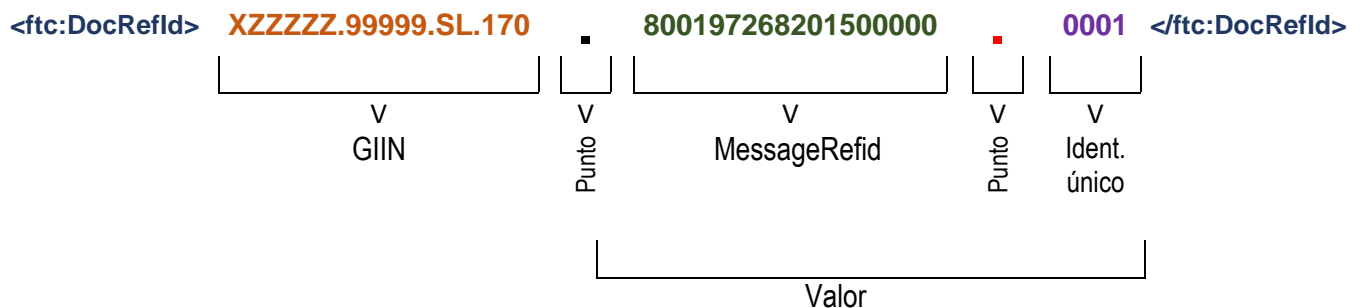 <ftc:DocRefId> XZZZZZ.99999.SL.170 . 800197268201500000 . 0001 </ftc:DocRefId>
V V V V V
GIIN Punto MessageRefid Punto Ident. único
Valor